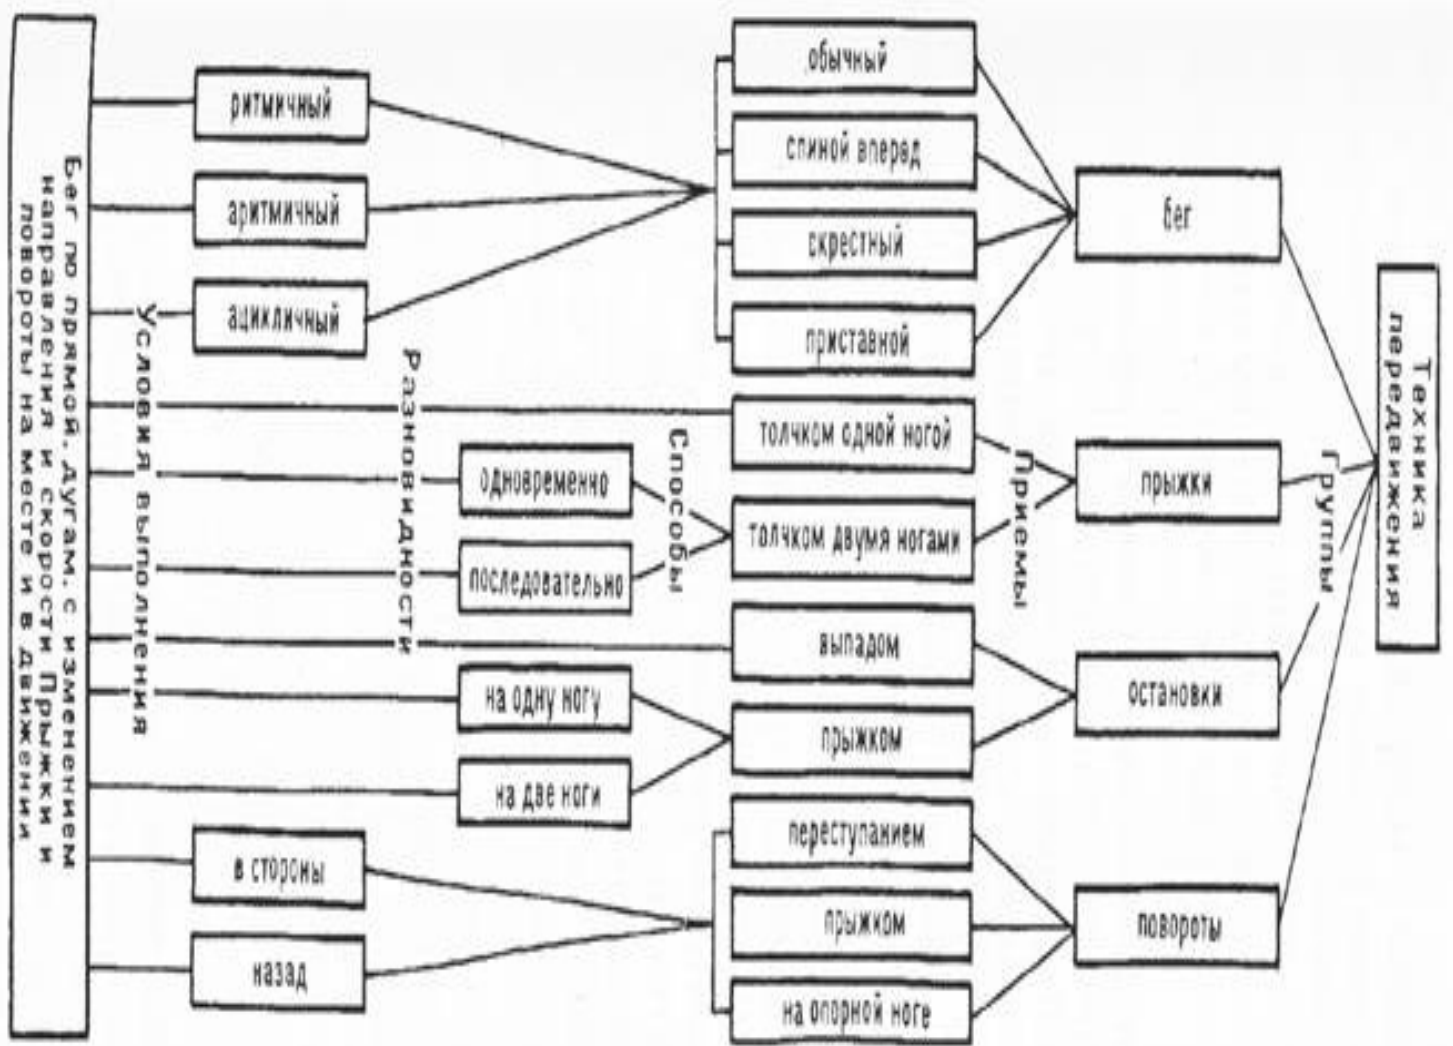 Техника
передвижения
Группы
бег
прыжки
остановки
повороты
Приемы
обычный
спиной вперед
скрестный
приставной
толчком одной ногой
толчком двумя ногами
выпадом
прыжком
переступанием
прыжком
на опорной ноге
Способы
одновременно
последовательно
на одну ногу
на две ноги
Разновидности
ритмичный
аритмичный
ацикличный
в стороны
назад
Условия выполнения
Бег по прямой, дугам, с изменением
направления и скорости Прыжки и
повороты на месте и в движении